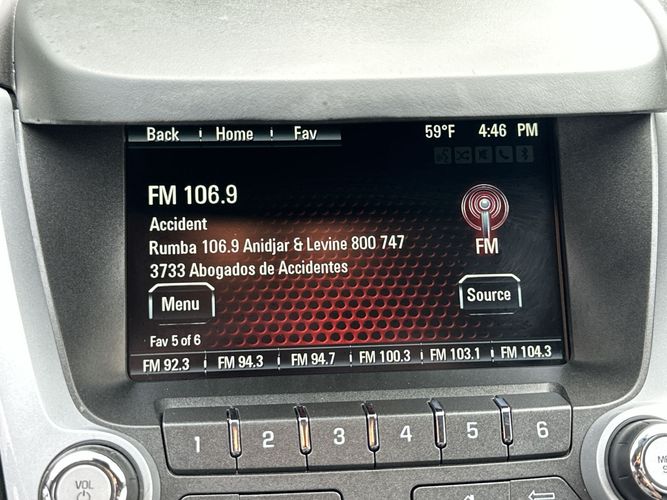 Back Home Fav 59°F 4:46 PM
FM 106.9
Accident
Rumba 106.9 Anidjar & Levine 800 747
3733 Abogados de Accidentes
FM
Menu Source
Fav 5 of 6
FM 92.3 FM 94.3 FM 94.7 FM 100.3 FM 103.1 FM 104.3
1 2 3 4 5 6
VOL